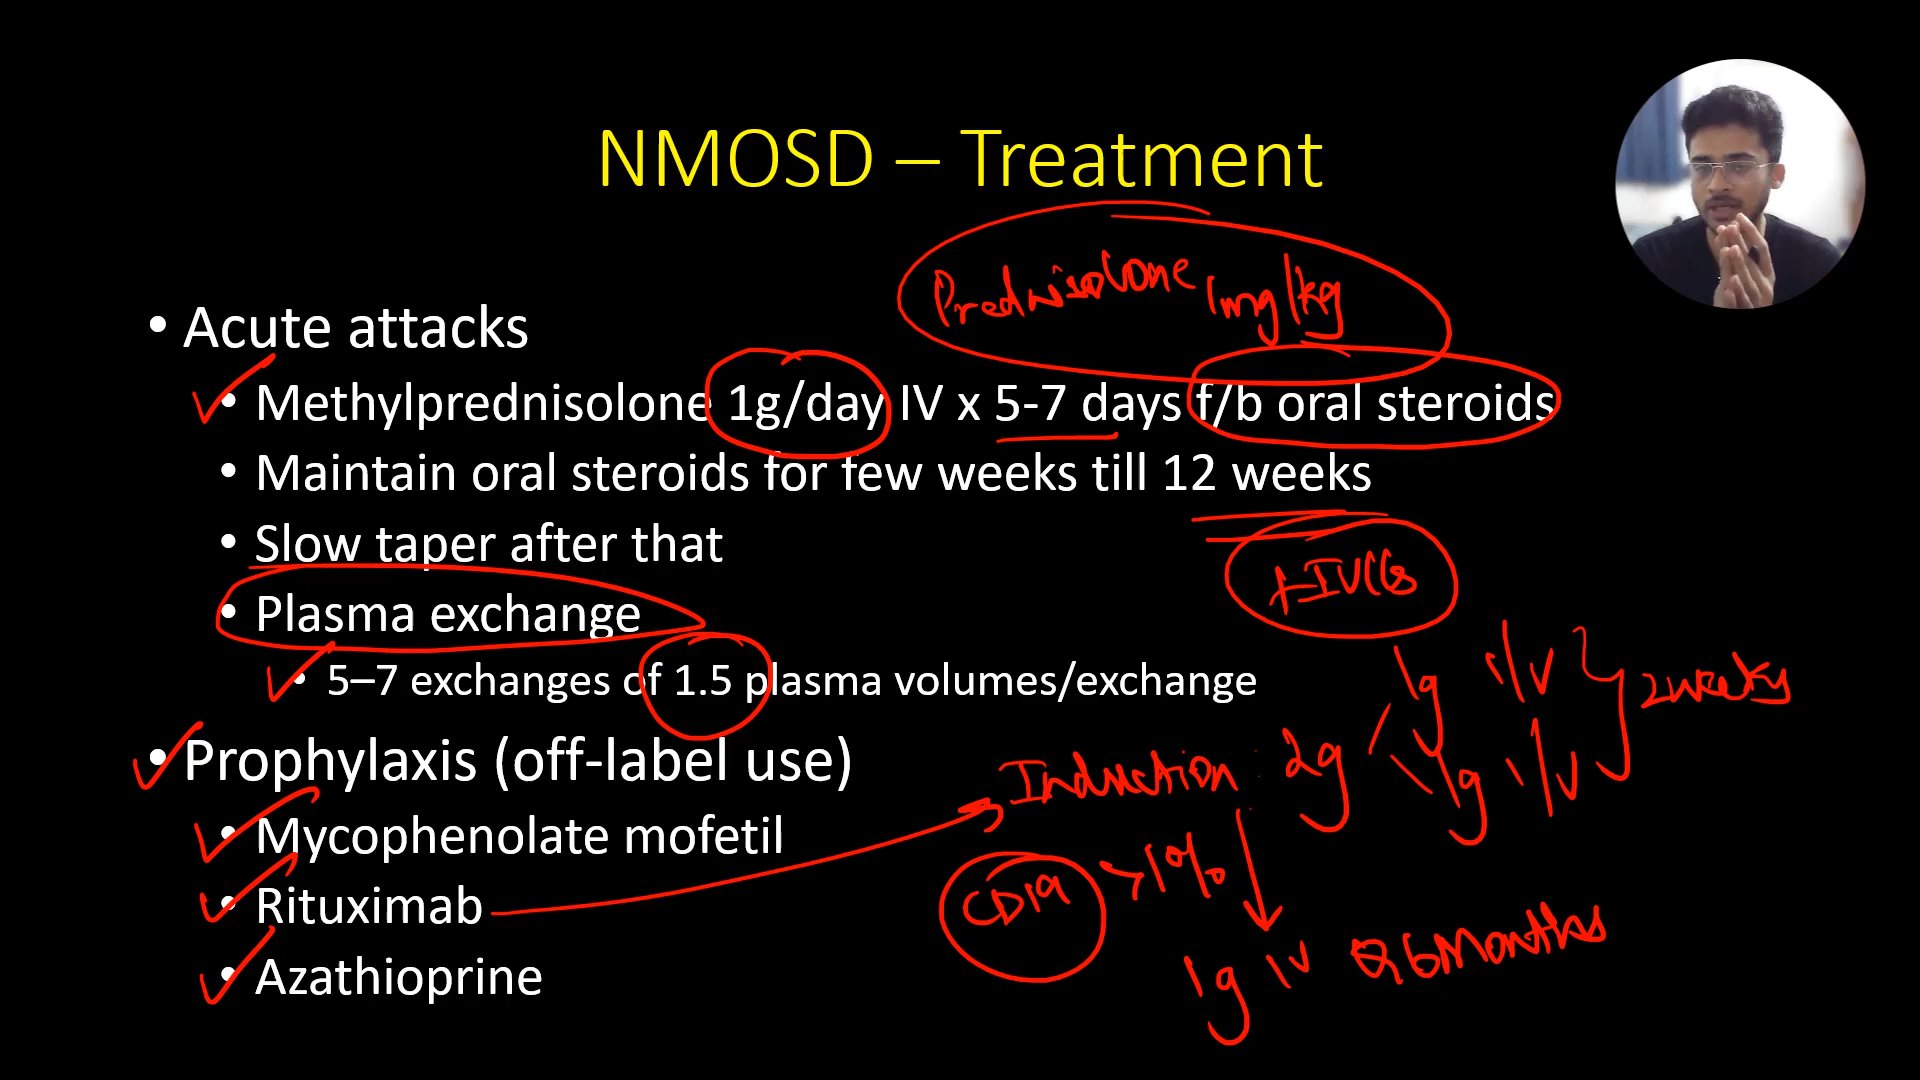 NMOSD – Treatment
Prednisolone 1mg/kg
• Acute attacks
• Methylprednisolone 1g/day IV x 5-7 days f/b oral steroids
• Maintain oral steroids for few weeks till 12 weeks
• Slow taper after that
• Plasma exchange
• 5–7 exchanges of 1.5 plasma volumes/exchange
1g I/V
2 weeks
• Prophylaxis (off-label use)
Induction : 2g
1g I/V
• Mycophenolate mofetil
• Rituximab
CD19 >1%
1g IV Q6Months
• Azathioprine